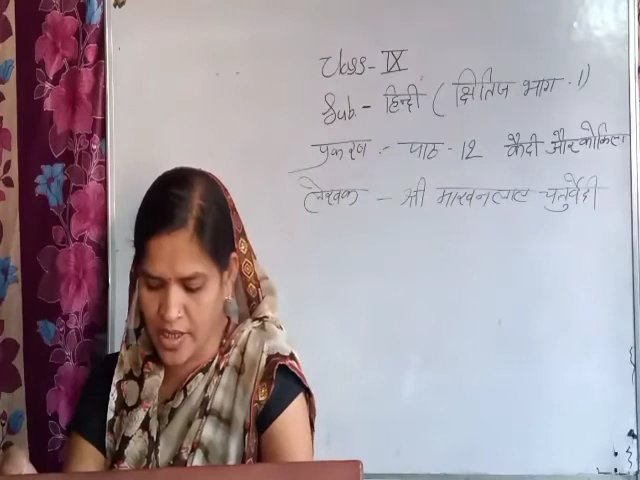 Class - IX
Sub. - हिन्दी ( क्षितिज भाग - 1)
प्रकरण :- पाठ - 12 कैदी और कोकिला
लेखक - श्री माखनलाल चतुर्वेदी